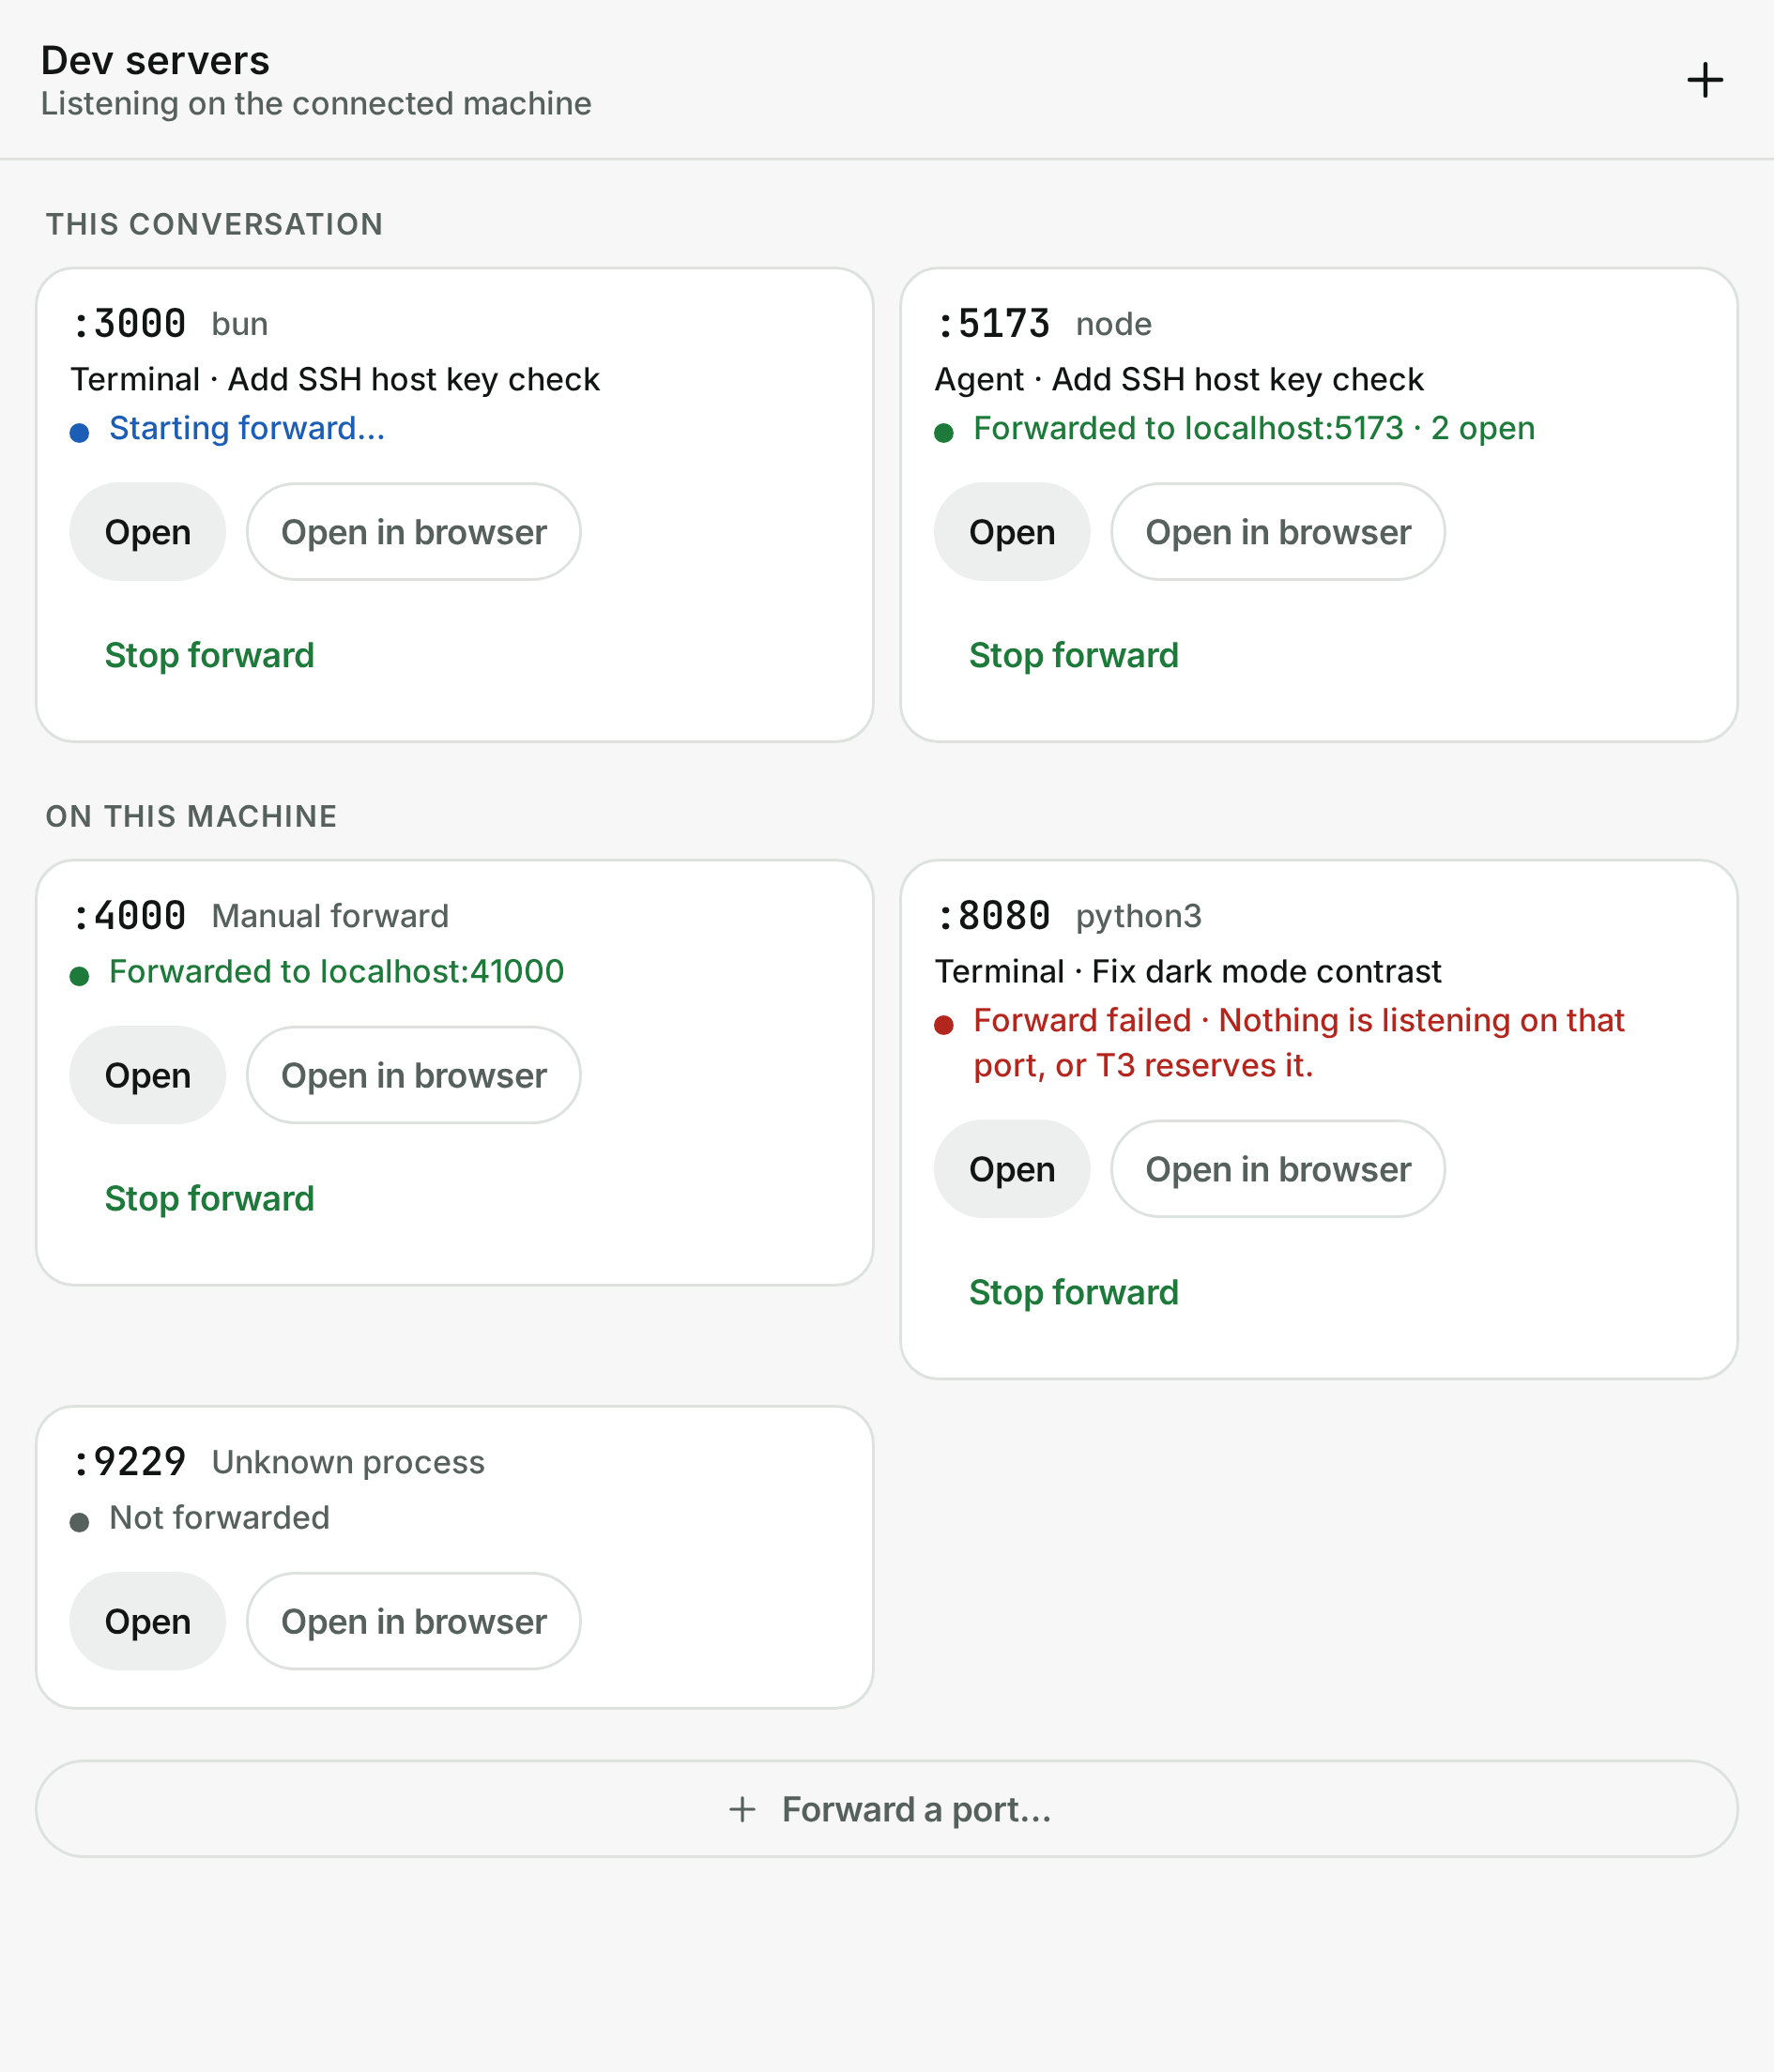 Dev servers
Listening on the connected machine
THIS CONVERSATION
:3000 bun
Terminal · Add SSH host key check
Starting forward...
Open
Open in browser
Stop forward
:5173 node
Agent · Add SSH host key check
Forwarded to localhost:5173 · 2 open
Open
Open in browser
Stop forward
ON THIS MACHINE
:4000 Manual forward
Forwarded to localhost:41000
Open
Open in browser
Stop forward
:8080 python3
Terminal · Fix dark mode contrast
Forward failed · Nothing is listening on that
port, or T3 reserves it.
Open
Open in browser
Stop forward
:9229 Unknown process
Not forwarded
Open
Open in browser
Forward a port...